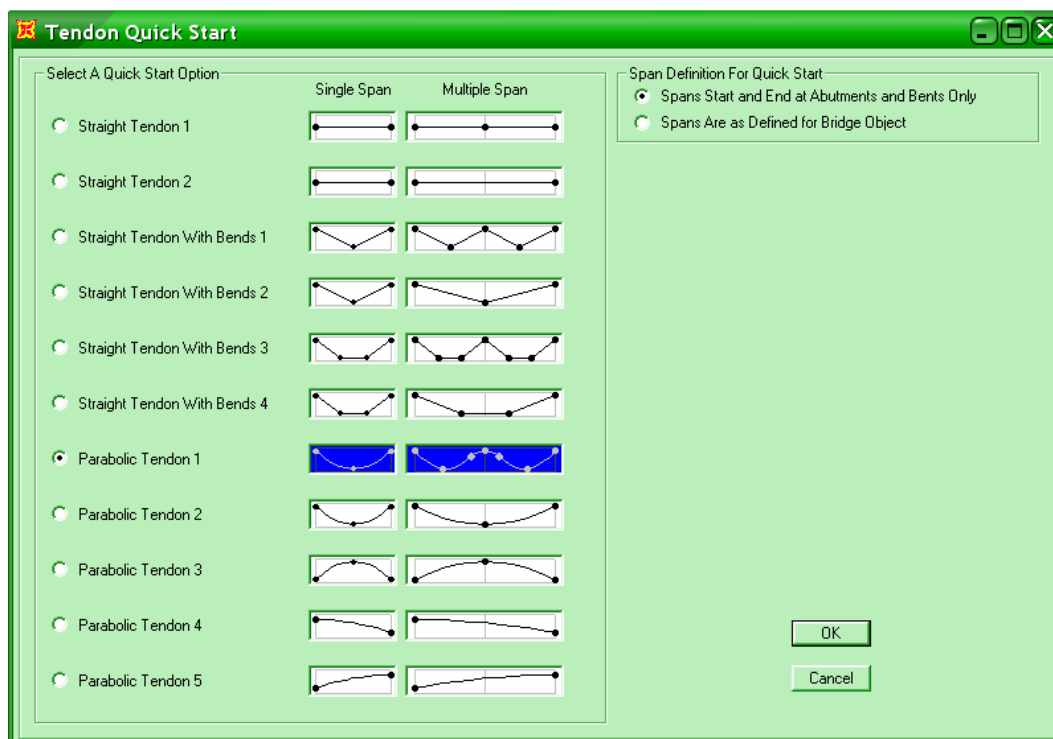 Tendon Quick Start
Select A Quick Start Option
Single Span
Multiple Span
Straight Tendon 1
Straight Tendon 2
Straight Tendon With Bends 1
Straight Tendon With Bends 2
Straight Tendon With Bends 3
Straight Tendon With Bends 4
Parabolic Tendon 1
Parabolic Tendon 2
Parabolic Tendon 3
Parabolic Tendon 4
Parabolic Tendon 5
Span Definition For Quick Start
Spans Start and End at Abutments and Bents Only
Spans Are as Defined for Bridge Object
OK
Cancel